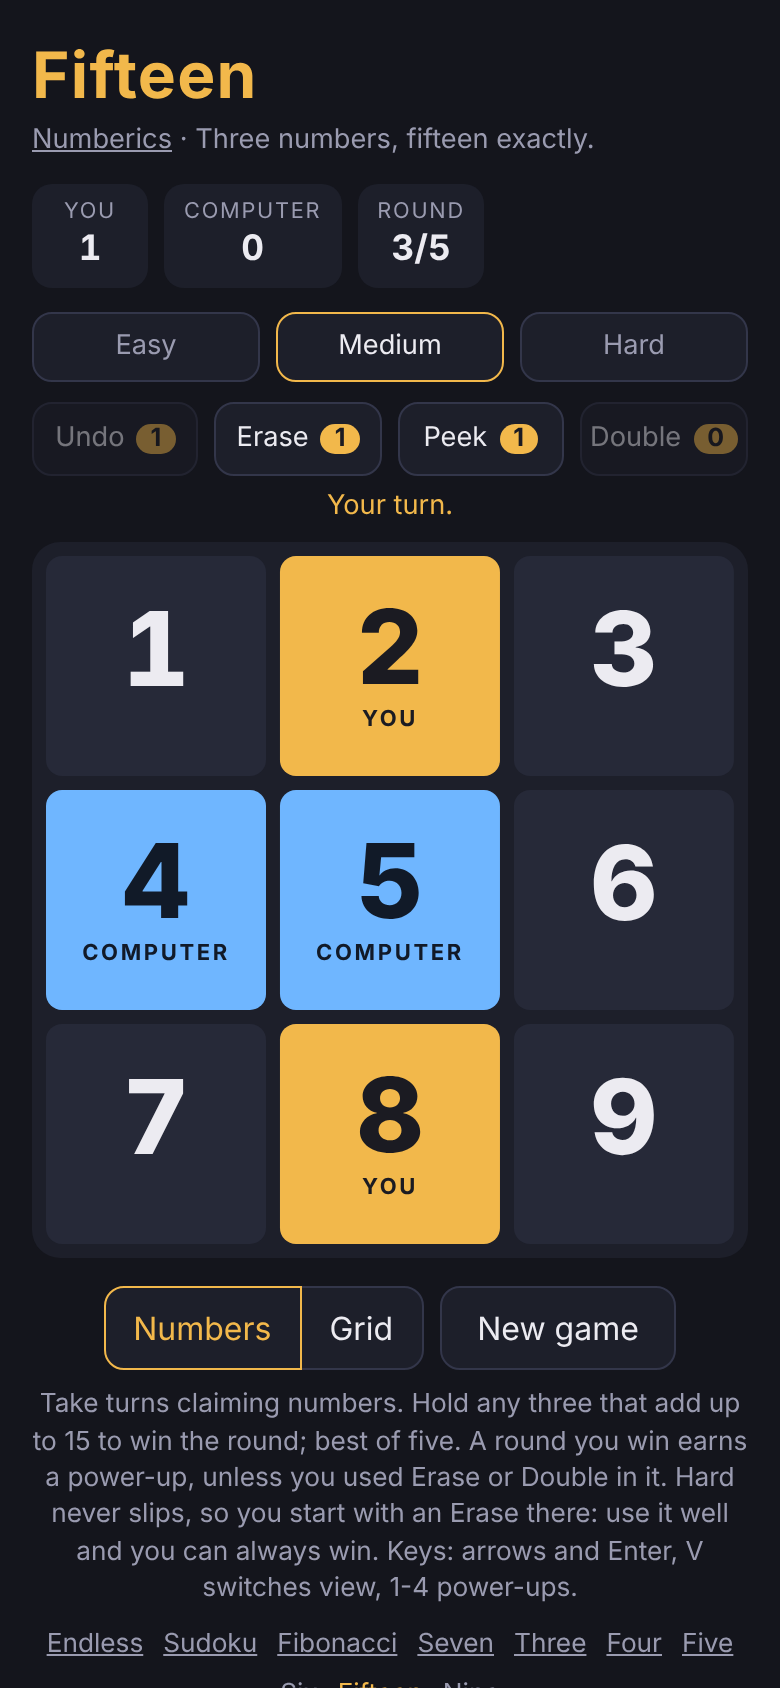 Fifteen
Numberics · Three numbers, fifteen exactly.
YOU COMPUTER ROUND
1 0 3/5
Easy Medium Hard
Undo 1 Erase 1 Peek 1 Double 0
Your turn.
1 2 3
YOU
4 5 6
COMPUTER COMPUTER
7 8 9
YOU
Numbers Grid New game
Take turns claiming numbers. Hold any three that add up
to 15 to win the round; best of five. A round you win earns
a power-up, unless you used Erase or Double in it. Hard
never slips, so you start with an Erase there: use it well
and you can always win. Keys: arrows and Enter, V
switches view, 1-4 power-ups.
Endless Sudoku Fibonacci Seven Three Four Five
Six Fifteen Nine